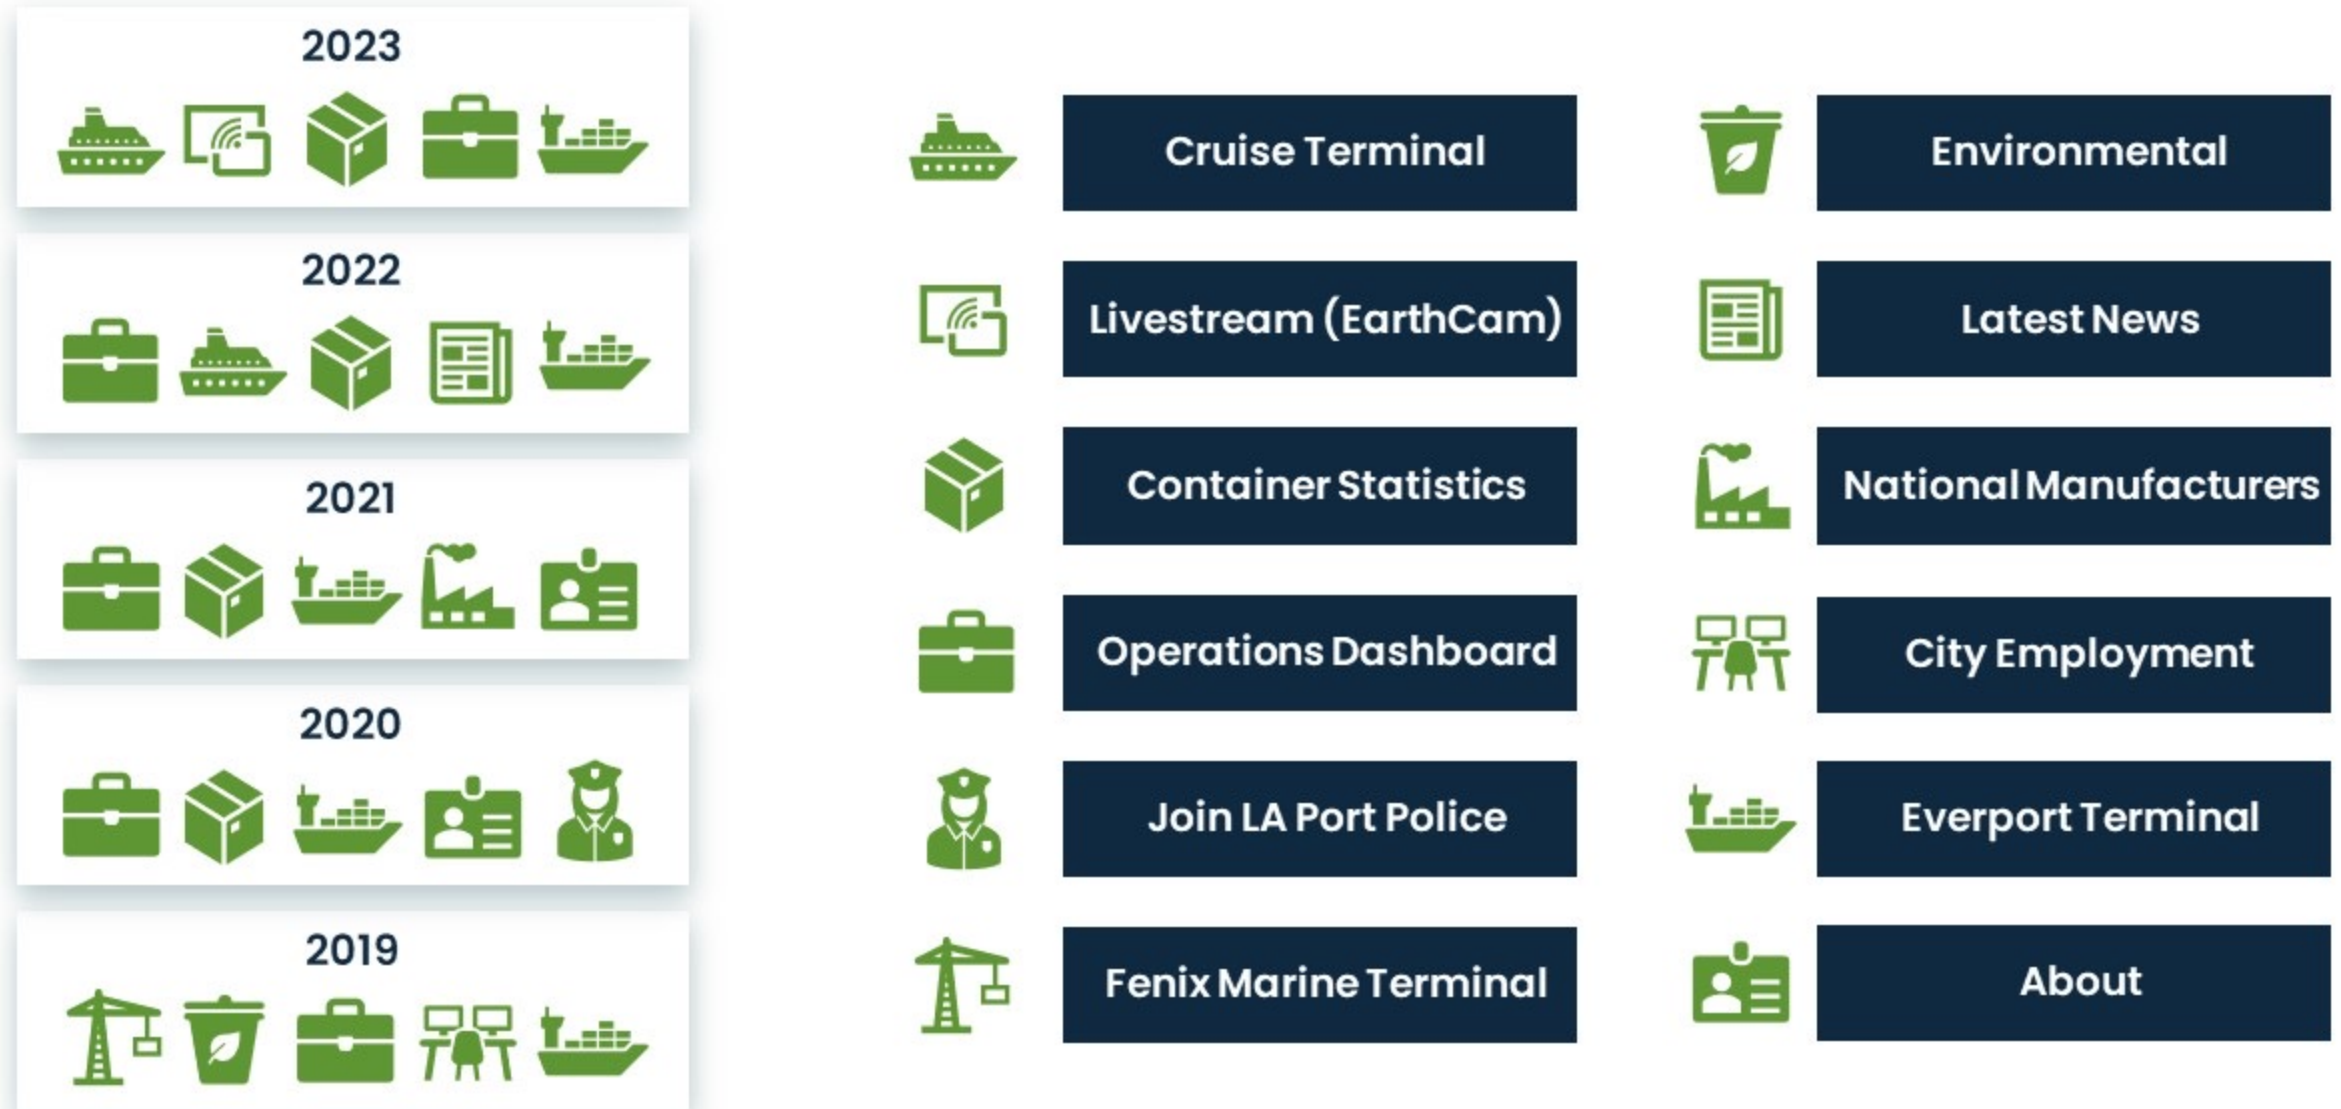 2023
2022
2021
2020
2019
Cruise Terminal
Livestream (EarthCam)
Container Statistics
Operations Dashboard
Join LA Port Police
Fenix Marine Terminal
Environmental
Latest News
National Manufacturers
City Employment
Everport Terminal
About